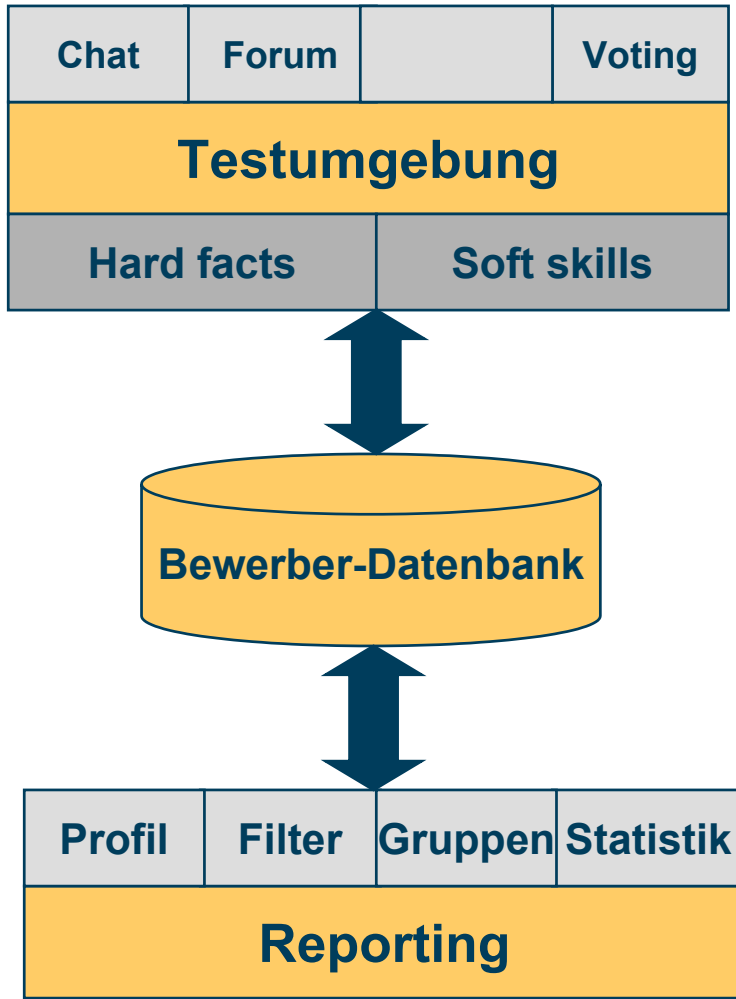 Chat Forum Voting
Testumgebung
Hard facts Soft skills
Bewerber-Datenbank
Profil Filter Gruppen Statistik
Reporting